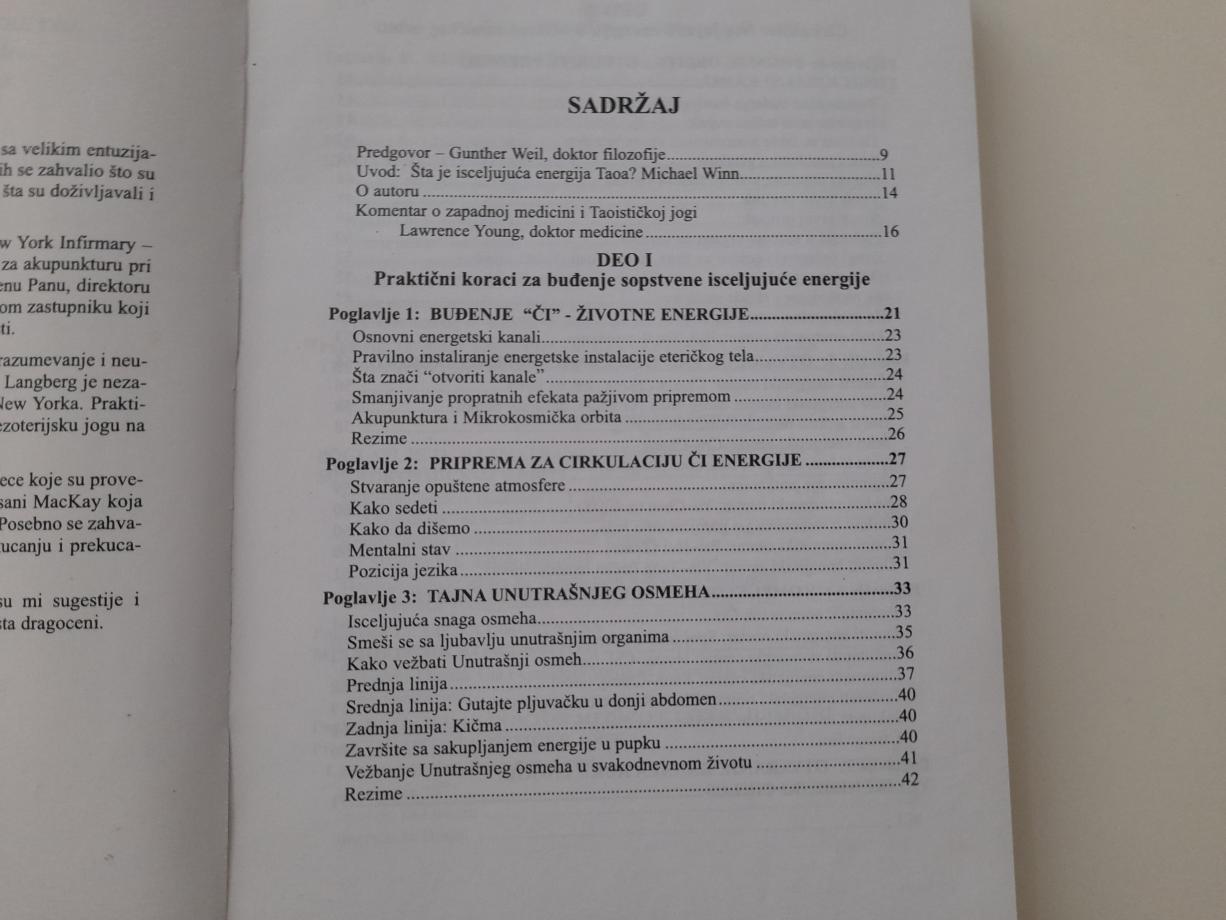 sa velikim entuzija-
ih se zahvalio što su
šta su doživljavali i
w York Infirmary –
za akupunkturu pri
enu Panu, direktoru
om zastupniku koji
ti.
razumevanje i neu-
Langberg je neza-
New Yorka. Prakti-
ezoterijsku jogu na
ece koje su prove-
sani MacKay koja
Posebno se zahva-
ucanju i prekuca-
su mi sugestije i
sta dragoceni.
SADRŽAJ
Predgovor – Gunther Weil, doktor filozofije....................9
Uvod: Šta je isceljujuća energija Taoa? Michael Winn....................11
O autoru ....................14
Komentar o zapadnoj medicini i Taoističkoj jogi
Lawrence Young, doktor medicine....................16
DEO I
Praktični koraci za buđenje sopstvene isceljujuće energije
Poglavlje 1: BUĐENJE “ČI” - ŽIVOTNE ENERGIJE....................21
Osnovni energetski kanali....................23
Pravilno instaliranje energetske instalacije eteričkog tela....................23
Šta znači “otvoriti kanale”....................24
Smanjivanje propratnih efekata pažjivom pripremom ....................24
Akupunktura i Mikrokosmička orbita ....................25
Rezime ....................26
Poglavlje 2: PRIPREMA ZA CIRKULACIJU ČI ENERGIJE ....................27
Stvaranje opuštene atmosfere ....................27
Kako sedeti ....................28
Kako da dišemo ....................30
Mentalni stav ....................31
Pozicija jezika....................31
Poglavlje 3: TAJNA UNUTRAŠNJEG OSMEHA....................33
Isceljujuća snaga osmeha....................33
Smeši se sa ljubavlju unutrašnjim organima ....................35
Kako vežbati Unutrašnji osmeh....................36
Prednja linija....................37
Srednja linija: Gutajte pljuvačku u donji abdomen....................40
Zadnja linija: Kičma ....................40
Završite sa sakupljanjem energije u pupku ....................40
Vežbanje Unutrašnjeg osmeha u svakodnevnom životu ....................41
Rezime ....................42